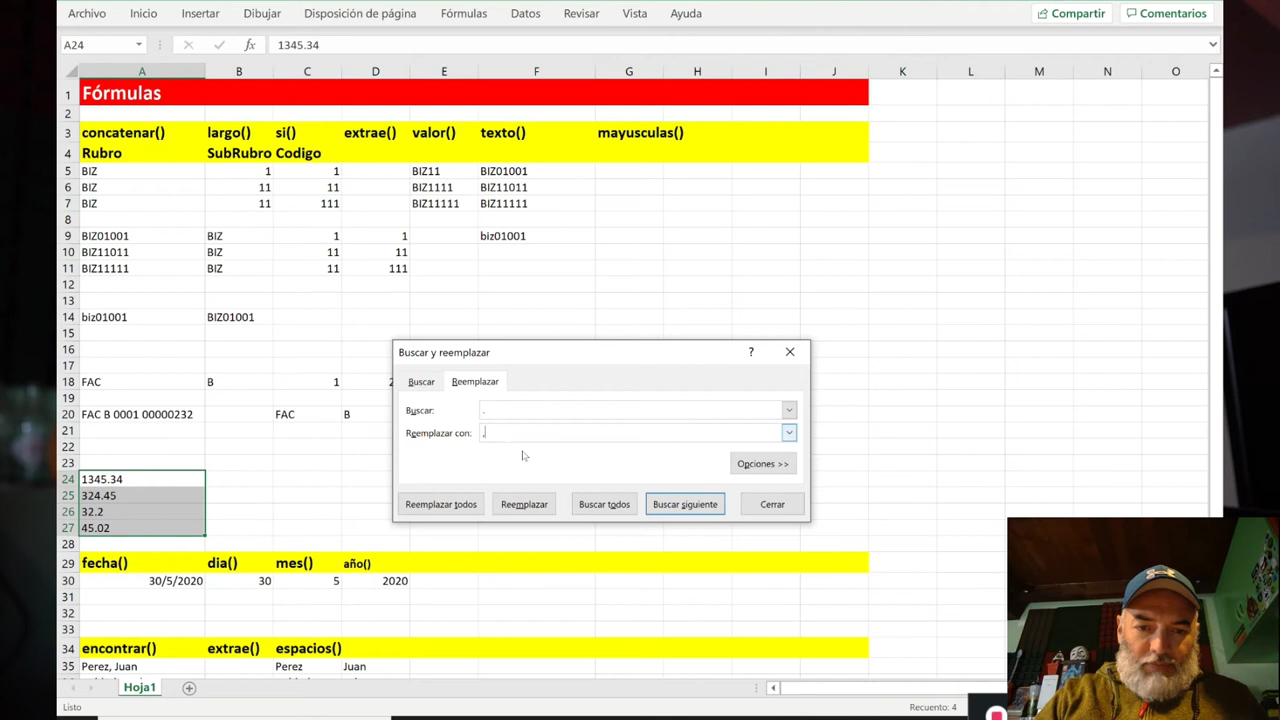 Archivo Inicio Insertar Dibujar Disposición de página Fórmulas Datos Revisar Vista Ayuda Compartir Comentarios
A24 fx 1345.34
A B C D E F G H I J K L M N O
1 Fórmulas
2
3 concatenar() largo() si() extrae() valor() texto() mayusculas()
4 Rubro SubRubro Codigo
5 BIZ 1 1 BIZ11 BIZ01001
6 BIZ 11 11 BIZ1111 BIZ11011
7 BIZ 11 111 BIZ11111 BIZ11111
8
9 BIZ01001 BIZ 1 1 biz01001
10 BIZ11011 BIZ 11 11
11 BIZ11111 BIZ 11 111
12
13
14 biz01001 BIZ01001
15
16
17
18 FAC B 1 2
19
20 FAC B 0001 00000232 FAC B
21
22
23
24 1345.34
25 324.45
26 32.2
27 45.02
28
29 fecha() dia() mes() año()
30 30/5/2020 30 5 2020
31
32
33
34 encontrar() extrae() espacios()
35 Perez, Juan Perez Juan
Buscar y reemplazar ?
Buscar Reemplazar
Buscar: .
Reemplazar con: ,
Opciones >>
Reemplazar todos Reemplazar Buscar todos Buscar siguiente Cerrar
Hoja1
Listo Recuento: 4